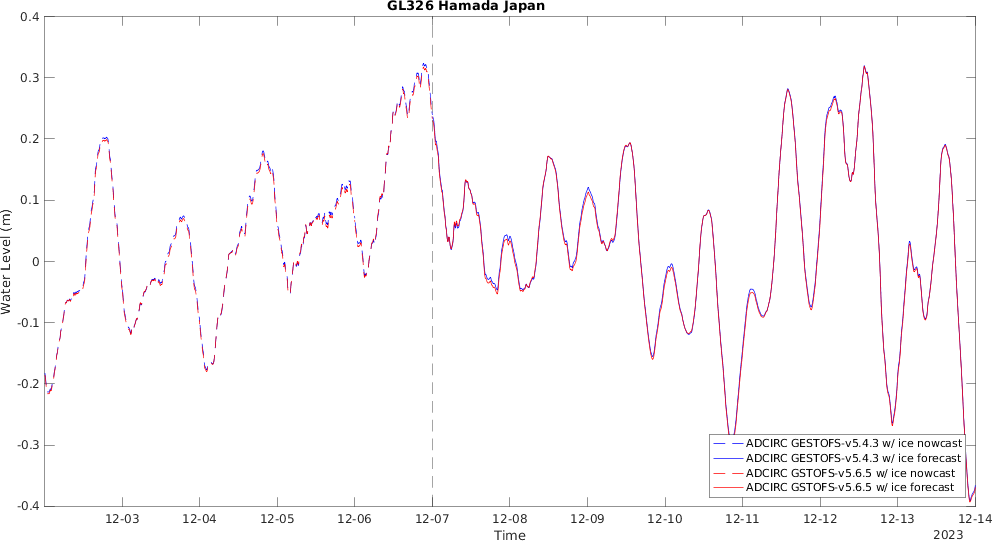 GL326 Hamada Japan
0.4
0.3
0.2
0.1
0
-0.1
-0.2
-0.3
-0.4
Water Level (m)
12-03 12-04 12-05 12-06 12-07 12-08 12-09 12-10 12-11 12-12 12-13 12-14
Time
2023
ADCIRC GESTOFS-v5.4.3 w/ ice nowcast
ADCIRC GESTOFS-v5.4.3 w/ ice forecast
ADCIRC GSTOFS-v5.6.5 w/ ice nowcast
ADCIRC GSTOFS-v5.6.5 w/ ice forecast